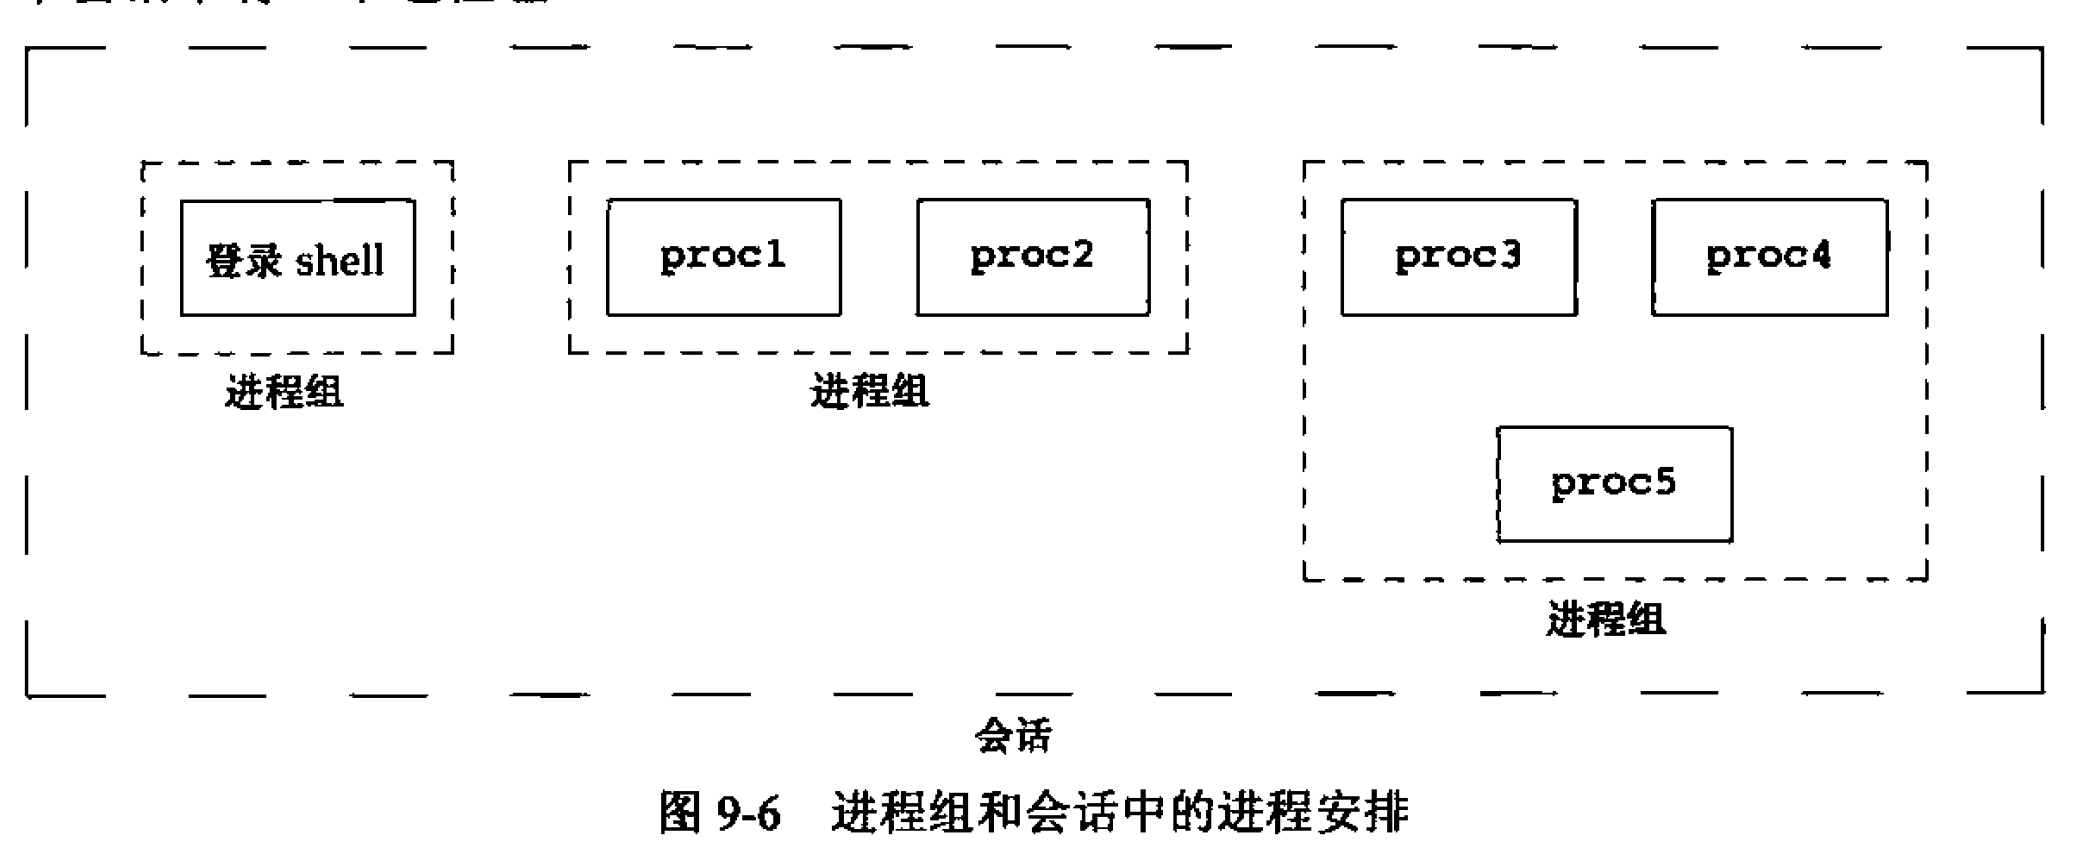 登录 shell
proc1
proc2
proc3
proc4
进程组
进程组
proc5
进程组
会话
图 9-6 进程组和会话中的进程安排